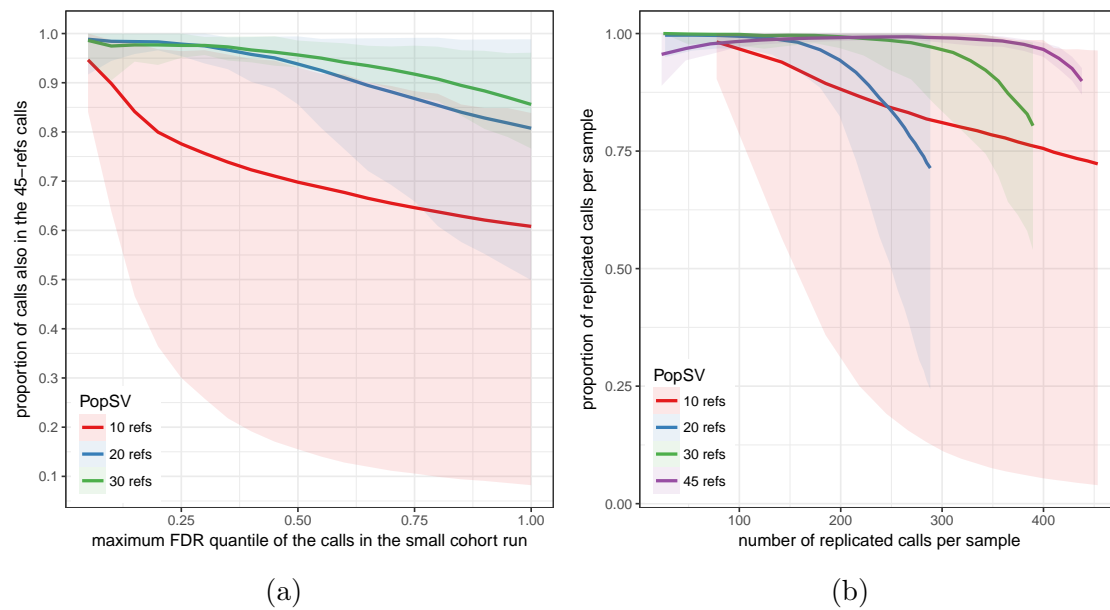 proportion of calls also in the 45−refs calls
1.0
0.9
0.8
0.7
0.6
0.5
0.4
0.3
0.2
0.1
PopSV
10 refs
20 refs
30 refs
0.25
0.50
0.75
1.00
maximum FDR quantile of the calls in the small cohort run
(a)
proportion of replicated calls per sample
1.00
0.75
0.50
0.25
0.00
PopSV
10 refs
20 refs
30 refs
45 refs
100
200
300
400
number of replicated calls per sample
(b)